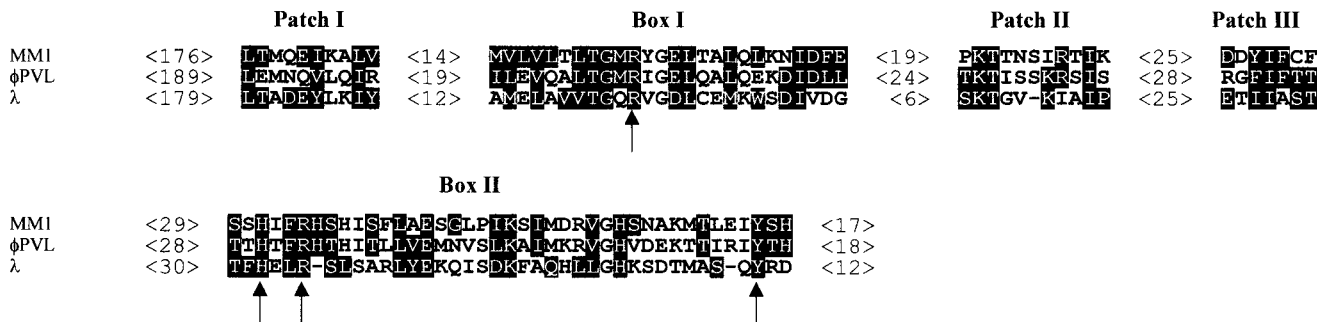 Patch I Box I Patch II Patch III
MM1 <176> LTMQEIKALV <14> MVLVLTLTGMRYGELTALQLKNIDFE <19> PKTTNSIRTIK <25> DDYIFCF
ϕPVL <189> LEMNQVLQIR <19> ILEVQALTGMRIGELQALQEKDIDLL <24> TKTISSKRSIS <28> RGFIFTT
λ <179> LTADEYLKIY <12> AMELAVVTGQRVGDLCEMKWSDIVDG <6> SKTGV-KIAIP <25> ETIIAST
Box II
MM1 <29> SSHIFRHSHISFLAESGLPIKSIMDRVGHSNAKMTLEIYSH <17>
ϕPVL <28> TTHTFRHTHITLLVEMNVSLKAIMKRVGHVDEKTTIRIYTH <18>
λ <30> TFHELR-SLSARLYEKQISDKFAQHLLGHKSDTMAS-QYRD <12>